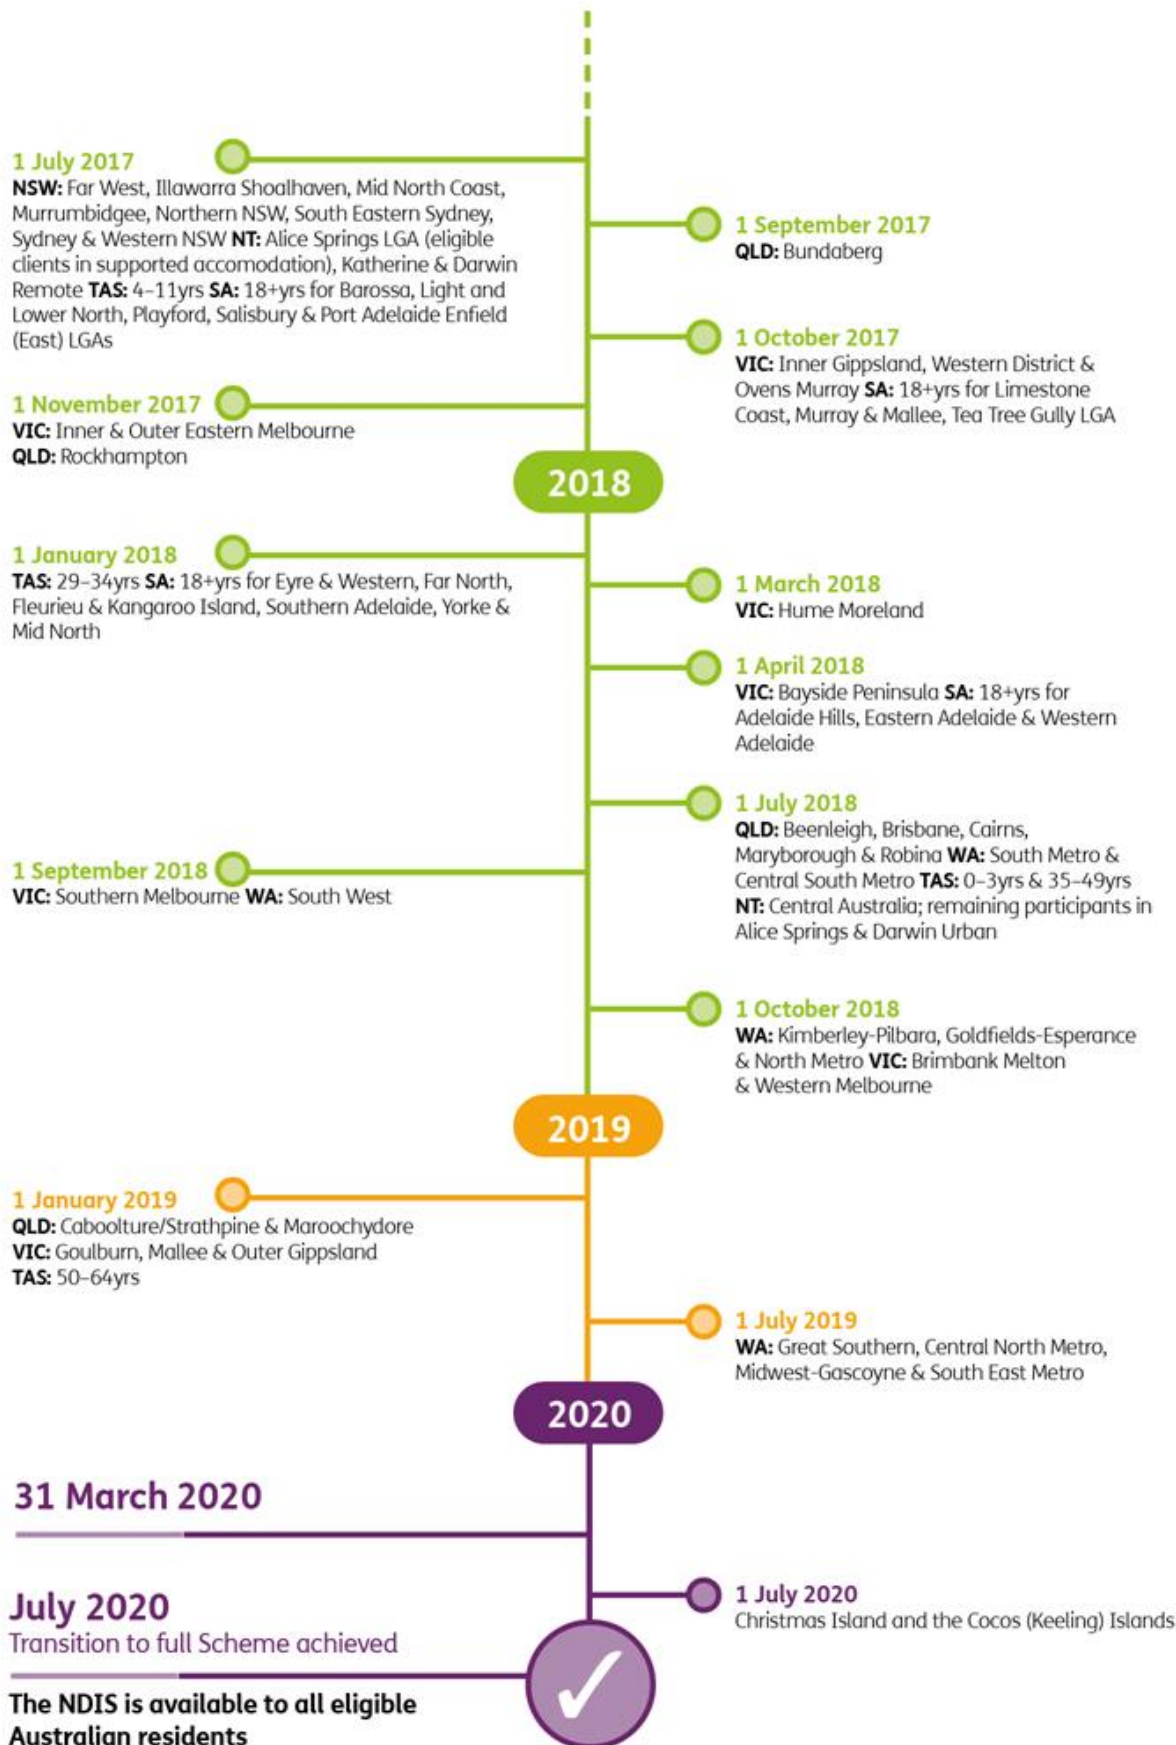 1 July 2017
NSW: Far West, Illawarra Shoalhaven, Mid North Coast,
Murrumbidgee, Northern NSW, South Eastern Sydney,
Sydney & Western NSW NT: Alice Springs LGA (eligible
clients in supported accomodation), Katherine & Darwin
Remote TAS: 4–11yrs SA: 18+yrs for Barossa, Light and
Lower North, Playford, Salisbury & Port Adelaide Enfield
(East) LGAs
1 September 2017
QLD: Bundaberg
1 October 2017
VIC: Inner Gippsland, Western District &
Ovens Murray SA: 18+yrs for Limestone
Coast, Murray & Mallee, Tea Tree Gully LGA
1 November 2017
VIC: Inner & Outer Eastern Melbourne
QLD: Rockhampton
2018
1 January 2018
TAS: 29–34yrs SA: 18+yrs for Eyre & Western, Far North,
Fleurieu & Kangaroo Island, Southern Adelaide, Yorke &
Mid North
1 March 2018
VIC: Hume Moreland
1 April 2018
VIC: Bayside Peninsula SA: 18+yrs for
Adelaide Hills, Eastern Adelaide & Western
Adelaide
1 July 2018
QLD: Beenleigh, Brisbane, Cairns,
Maryborough & Robina WA: South Metro &
Central South Metro TAS: 0–3yrs & 35–49yrs
NT: Central Australia; remaining participants in
Alice Springs & Darwin Urban
1 September 2018
VIC: Southern Melbourne WA: South West
1 October 2018
WA: Kimberley-Pilbara, Goldfields-Esperance
& North Metro VIC: Brimbank Melton
& Western Melbourne
2019
1 January 2019
QLD: Caboolture/Strathpine & Maroochydore
VIC: Goulburn, Mallee & Outer Gippsland
TAS: 50–64yrs
1 July 2019
WA: Great Southern, Central North Metro,
Midwest-Gascoyne & South East Metro
2020
31 March 2020
1 July 2020
Christmas Island and the Cocos (Keeling) Islands
July 2020
Transition to full Scheme achieved
The NDIS is available to all eligible
Australian residents